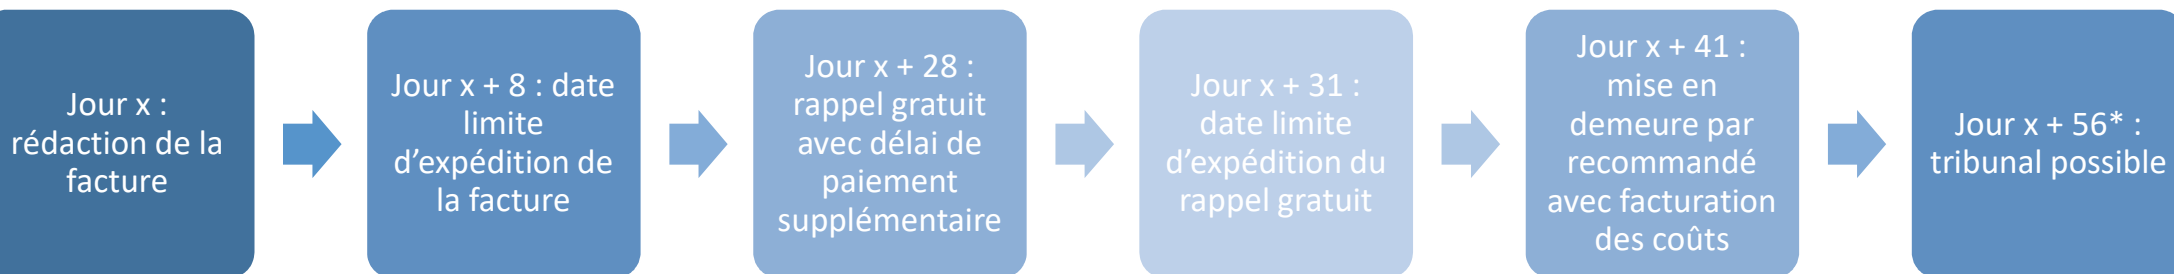 Jour x :
rédaction de la
facture
Jour x + 8 : date
limite
d’expédition de
la facture
Jour x + 28 :
rappel gratuit
avec délai de
paiement
supplémentaire
Jour x + 31 :
date limite
d’expédition du
rappel gratuit
Jour x + 41 :
mise en
demeure par
recommandé
avec facturation
des coûts
Jour x + 56* :
tribunal possible